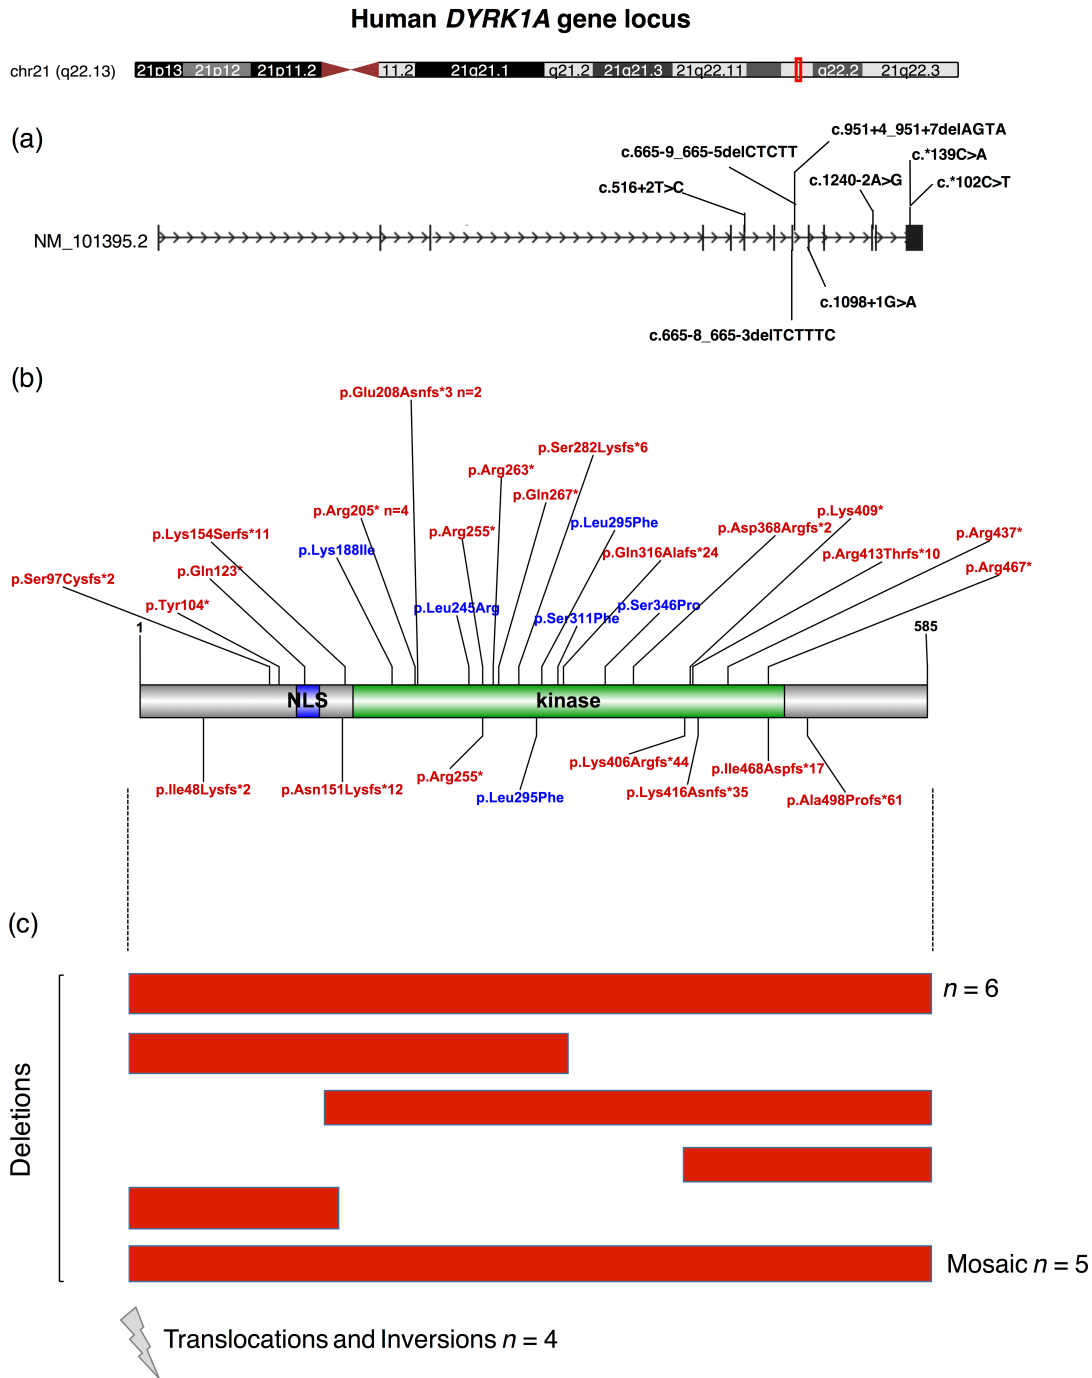 Human DYRK1A gene locus
chr21 (q22.13)
21p13 21p12 21p11.2 11.2 21q21.1 q21.2 21q21.3 21q22.11 q22.2 21q22.3
(a)
c.951+4_951+7delAGTA
c.665-9_665-5delCTCTT
c.*139C>A
c.516+2T>C
c.1240-2A>G
c.*102C>T
NM_101395.2
c.1098+1G>A
c.665-8_665-3delTCTTTC
(b)
p.Glu208Asnfs*3 n=2
p.Ser282Lysfs*6
p.Arg263*
p.Gln267*
p.Arg205* n=4
p.Leu295Phe
p.Lys409*
p.Lys154Serfs*11
p.Arg255*
p.Asp368Argfs*2
p.Arg437*
p.Lys188Ile
p.Gln316Alafs*24
p.Arg413Thrfs*10
p.Gln123*
p.Arg467*
p.Ser97Cysfs*2
p.Tyr104*
p.Leu245Arg
p.Ser346Pro
p.Ser311Phe
1
585
NLS
kinase
p.Lys406Argfs*44
p.Ile468Aspfs*17
p.Arg255*
p.Ile48Lysfs*2
p.Asn151Lysfs*12
p.Leu295Phe
p.Lys416Asnfs*35
p.Ala498Profs*61
(c)
Deletions
n = 6
Mosaic n = 5
Translocations and Inversions n = 4